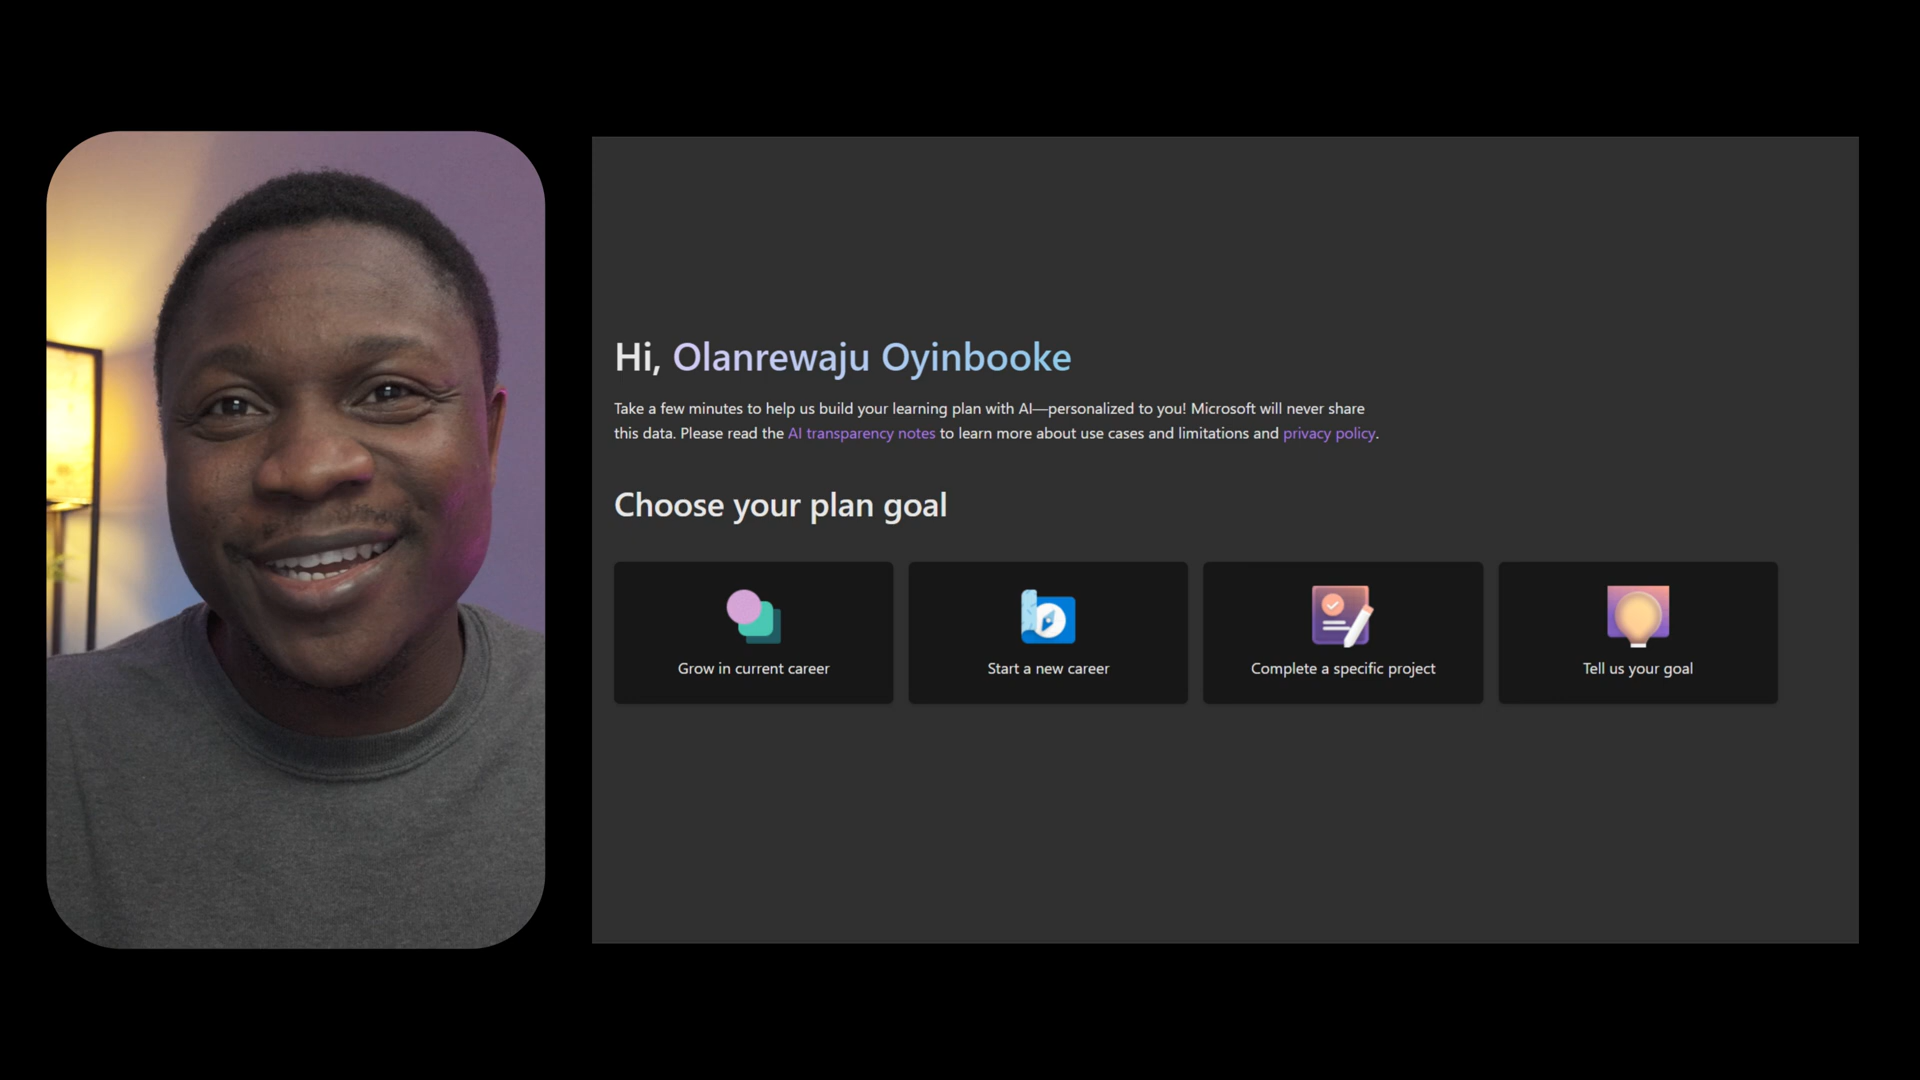 Hi, Olanrewaju Oyinbooke
Take a few minutes to help us build your learning plan with AI—personalized to you! Microsoft will never share
this data. Please read the AI transparency notes to learn more about use cases and limitations and privacy policy.
Choose your plan goal
Grow in current career
Start a new career
Complete a specific project
Tell us your goal